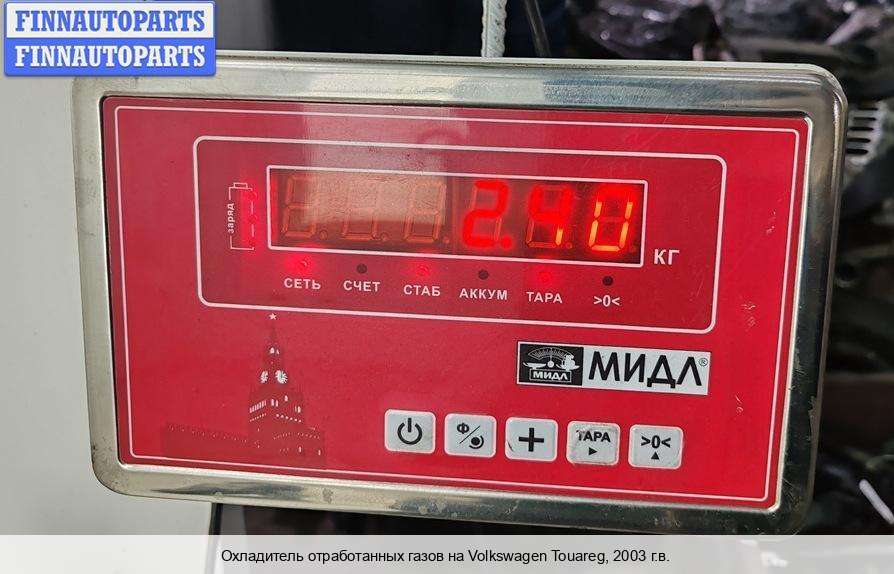 FINNAUTOPARTS
FINNAUTOPARTS
заряд
2.40
КГ
СЕТЬ СЧЕТ СТАБ АККУМ ТАРА >0<
МИДЛ МИДЛ®
Ф ТАРА >0<
Охладитель отработанных газов на Volkswagen Touareg, 2003 г.в.